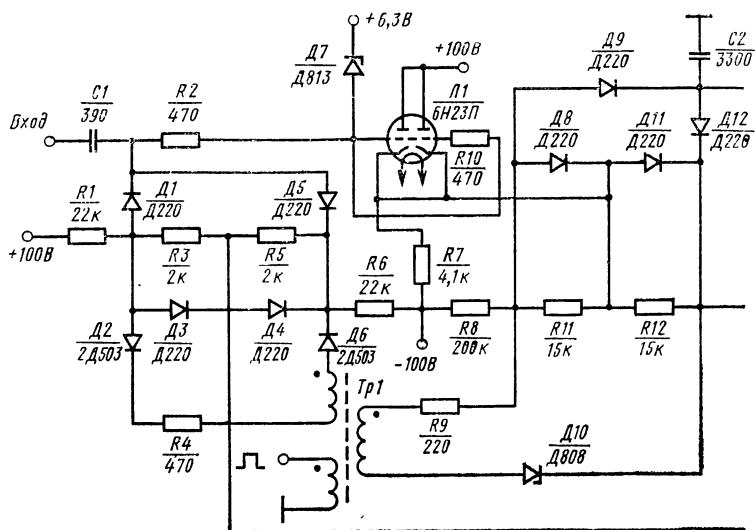 +6,3В
Д7
Д813
+100В
Л1
6Н23П
Д9
Д220
С2
3300
С1
390
R2
470
Вход
R10
470
Д8
Д220
Д11
Д220
Д12
Д220
R1
22к
Д1
Д220
Д5
Д220
+100В
R3
2к
R5
2к
R6
22к
R7
4,1к
Д2
2Д503
Д3
Д220
Д4
Д220
Д6
2Д503
-100В
R8
200к
R11
15к
R12
15к
Тр1
R4
470
R9
220
Д10
Д808